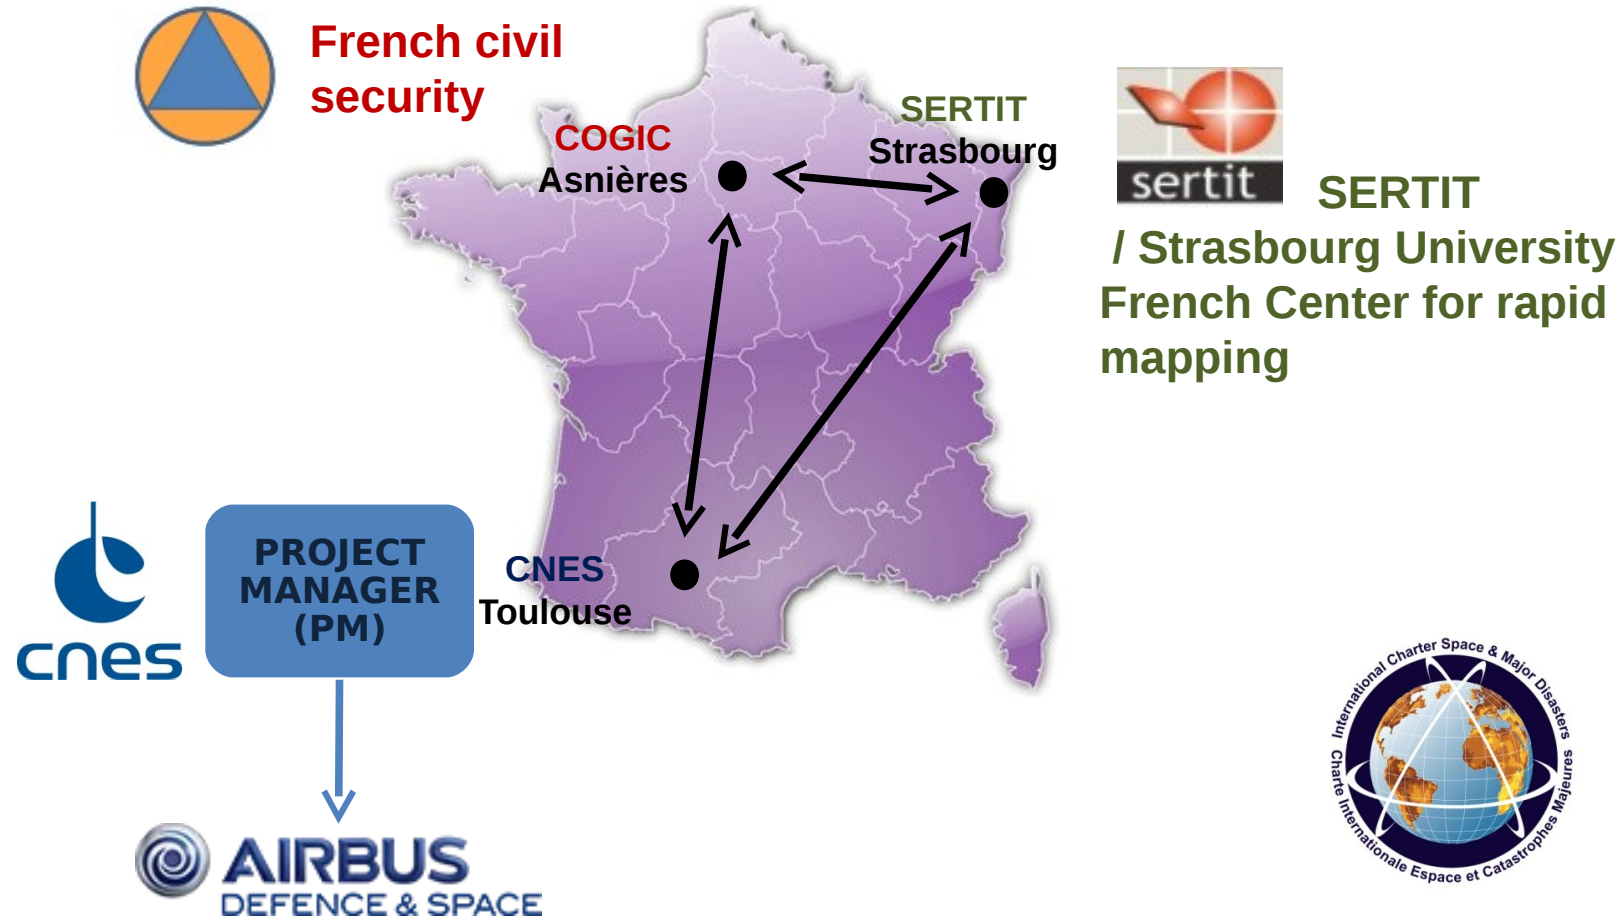 French civil
security
COGIC
Asnières
SERTIT
Strasbourg
sertit
SERTIT
/ Strasbourg University
French Center for rapid
mapping
PROJECT
MANAGER
(PM)
cnes
CNES
Toulouse
AIRBUS
DEFENCE & SPACE
International Charter Space & Major Disasters
Charte Internationale Espace et Catastrophes Majeures